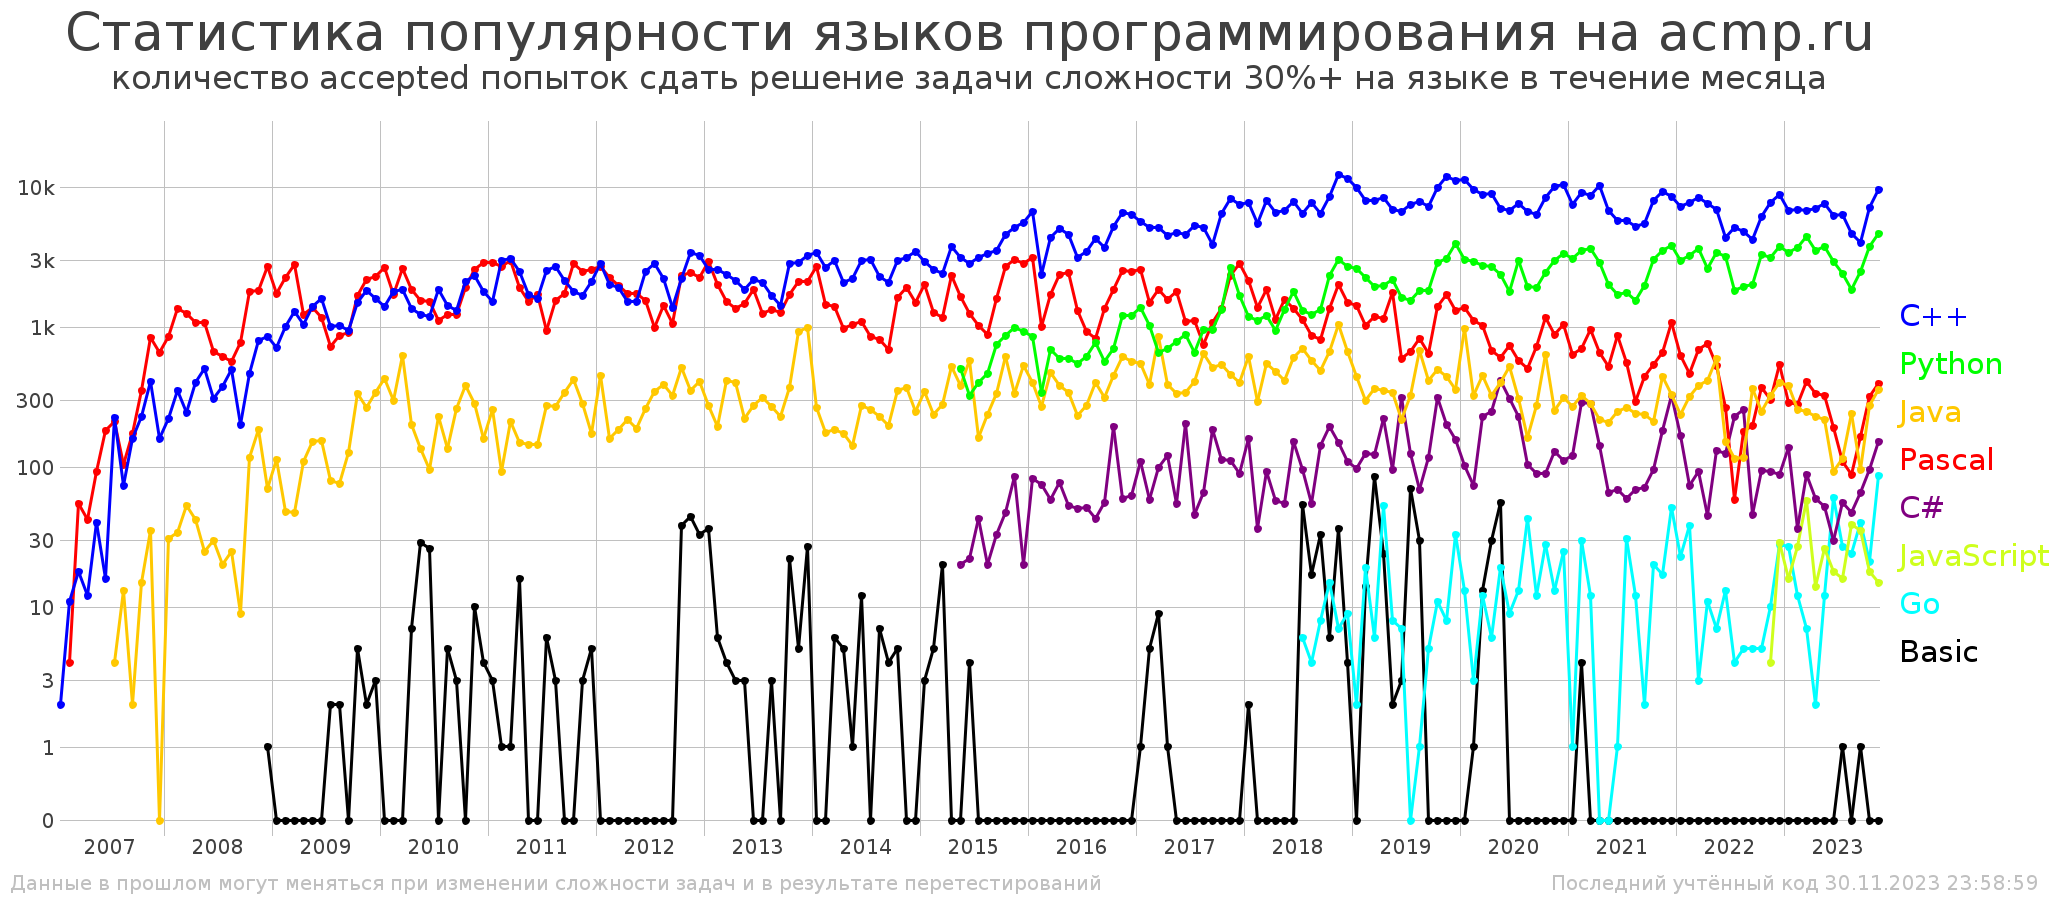 Статистика популярности языков программирования на acmp.ru
количество accepted попыток сдать решение задачи сложности 30%+ на языке в течение месяца
10k
3k
1k
300
100
30
10
3
1
0
C++
Python
Java
Pascal
C#
JavaScript
Go
Basic
2007 2008 2009 2010 2011 2012 2013 2014 2015 2016 2017 2018 2019 2020 2021 2022 2023
Данные в прошлом могут меняться при изменении сложности задач и в результате перетестирований
Последний учтённый код 30.11.2023 23:58:59